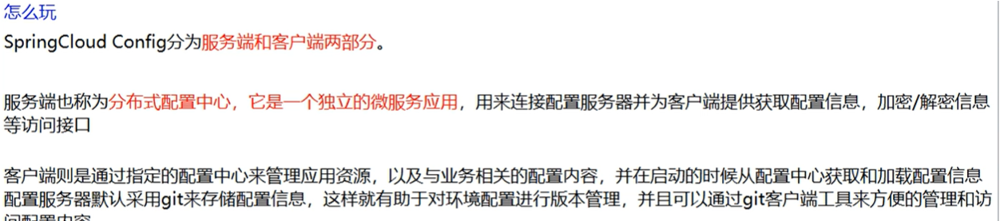 怎么玩
SpringCloud Config分为服务端和客户端两部分。
服务端也称为分布式配置中心，它是一个独立的微服务应用，用来连接配置服务器并为客户端提供获取配置信息，加密/解密信息
等访问接口
客户端则是通过指定的配置中心来管理应用资源，以及与业务相关的配置内容，并在启动的时候从配置中心获取和加载配置信息
配置服务器默认采用git来存储配置信息，这样就有助于对环境配置进行版本管理，并且可以通过git客户端工具来方便的管理和访
问配置内容